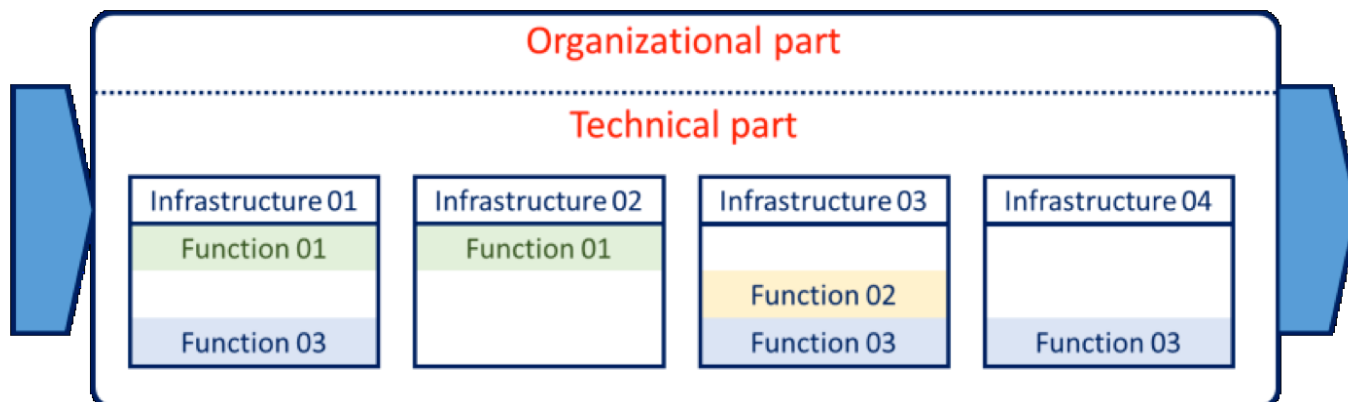 Organizational part
Technical part
Infrastructure 01
Function 01
Function 03
Infrastructure 02
Function 01
Infrastructure 03
Function 02
Function 03
Infrastructure 04
Function 03